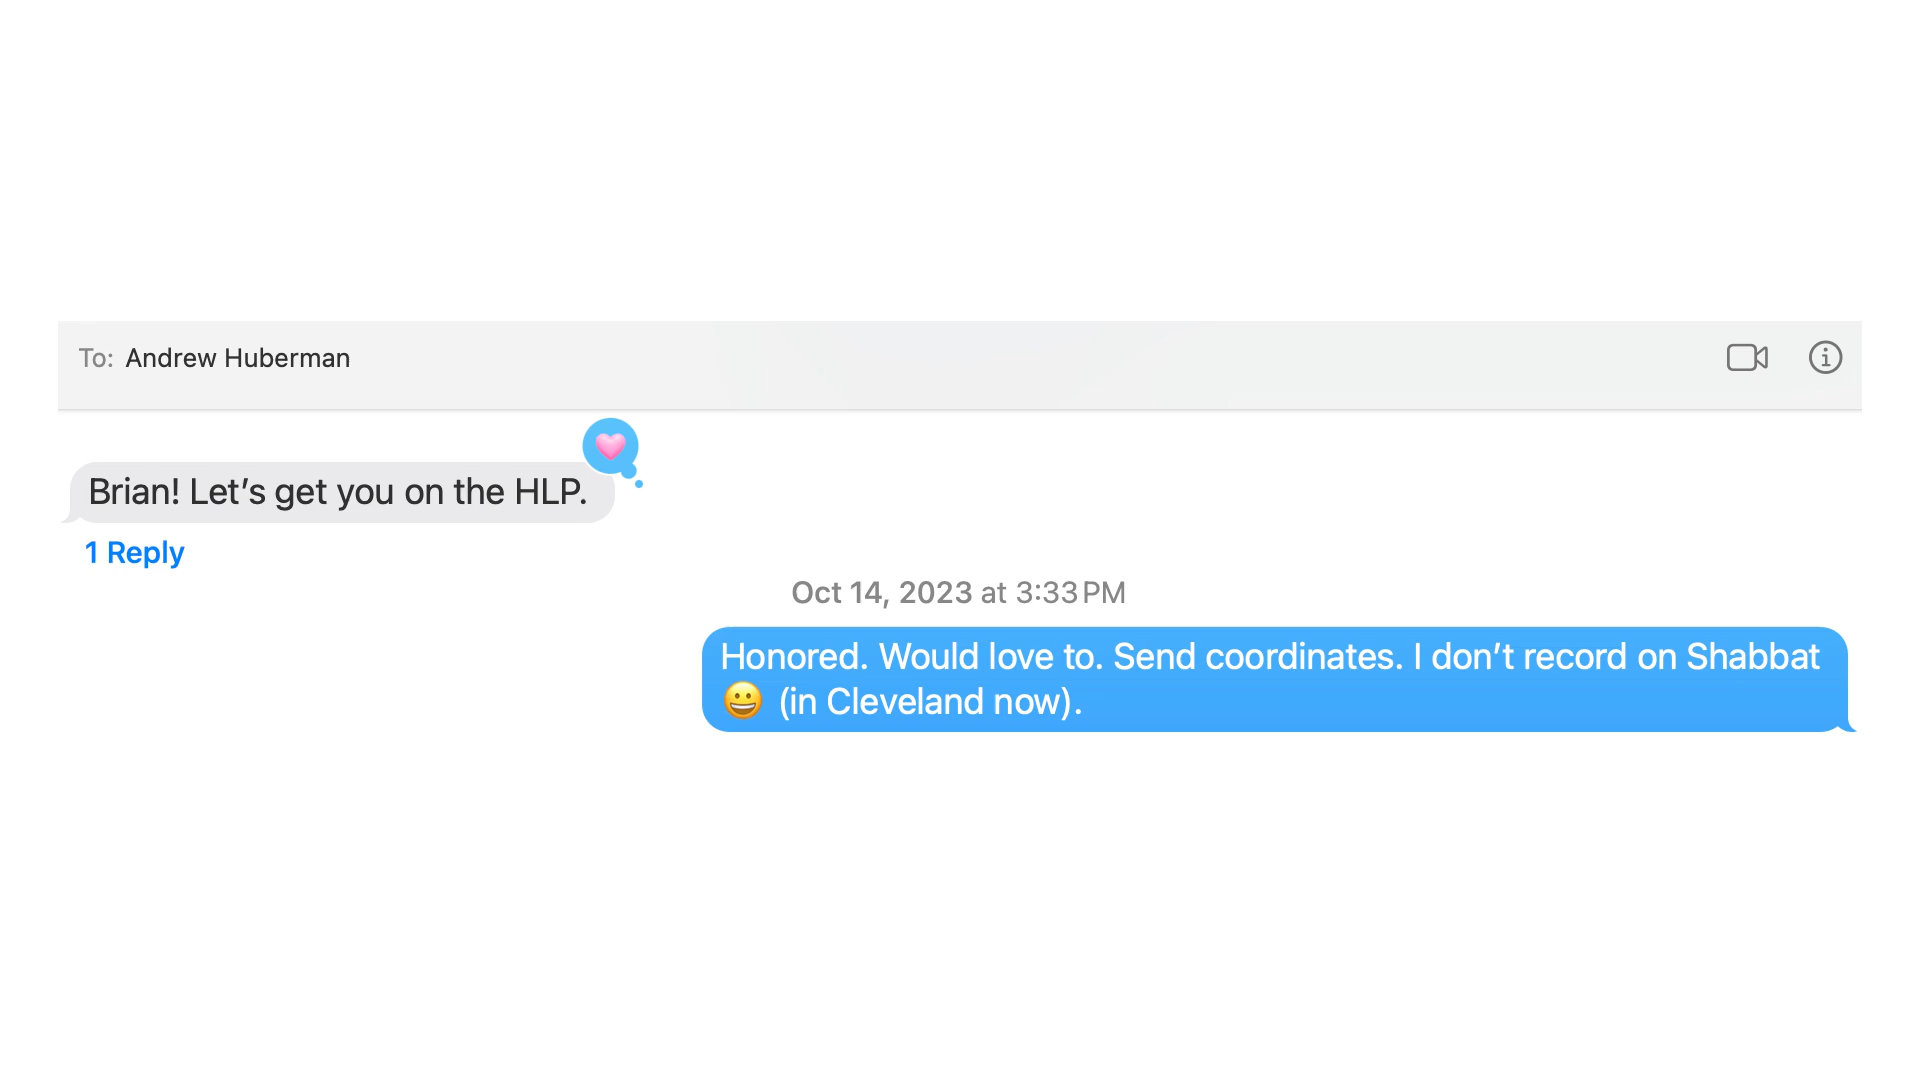 To: Andrew Huberman
Brian! Let’s get you on the HLP.
1 Reply
Oct 14, 2023 at 3:33 PM
Honored. Would love to. Send coordinates. I don’t record on Shabbat
😀 (in Cleveland now).